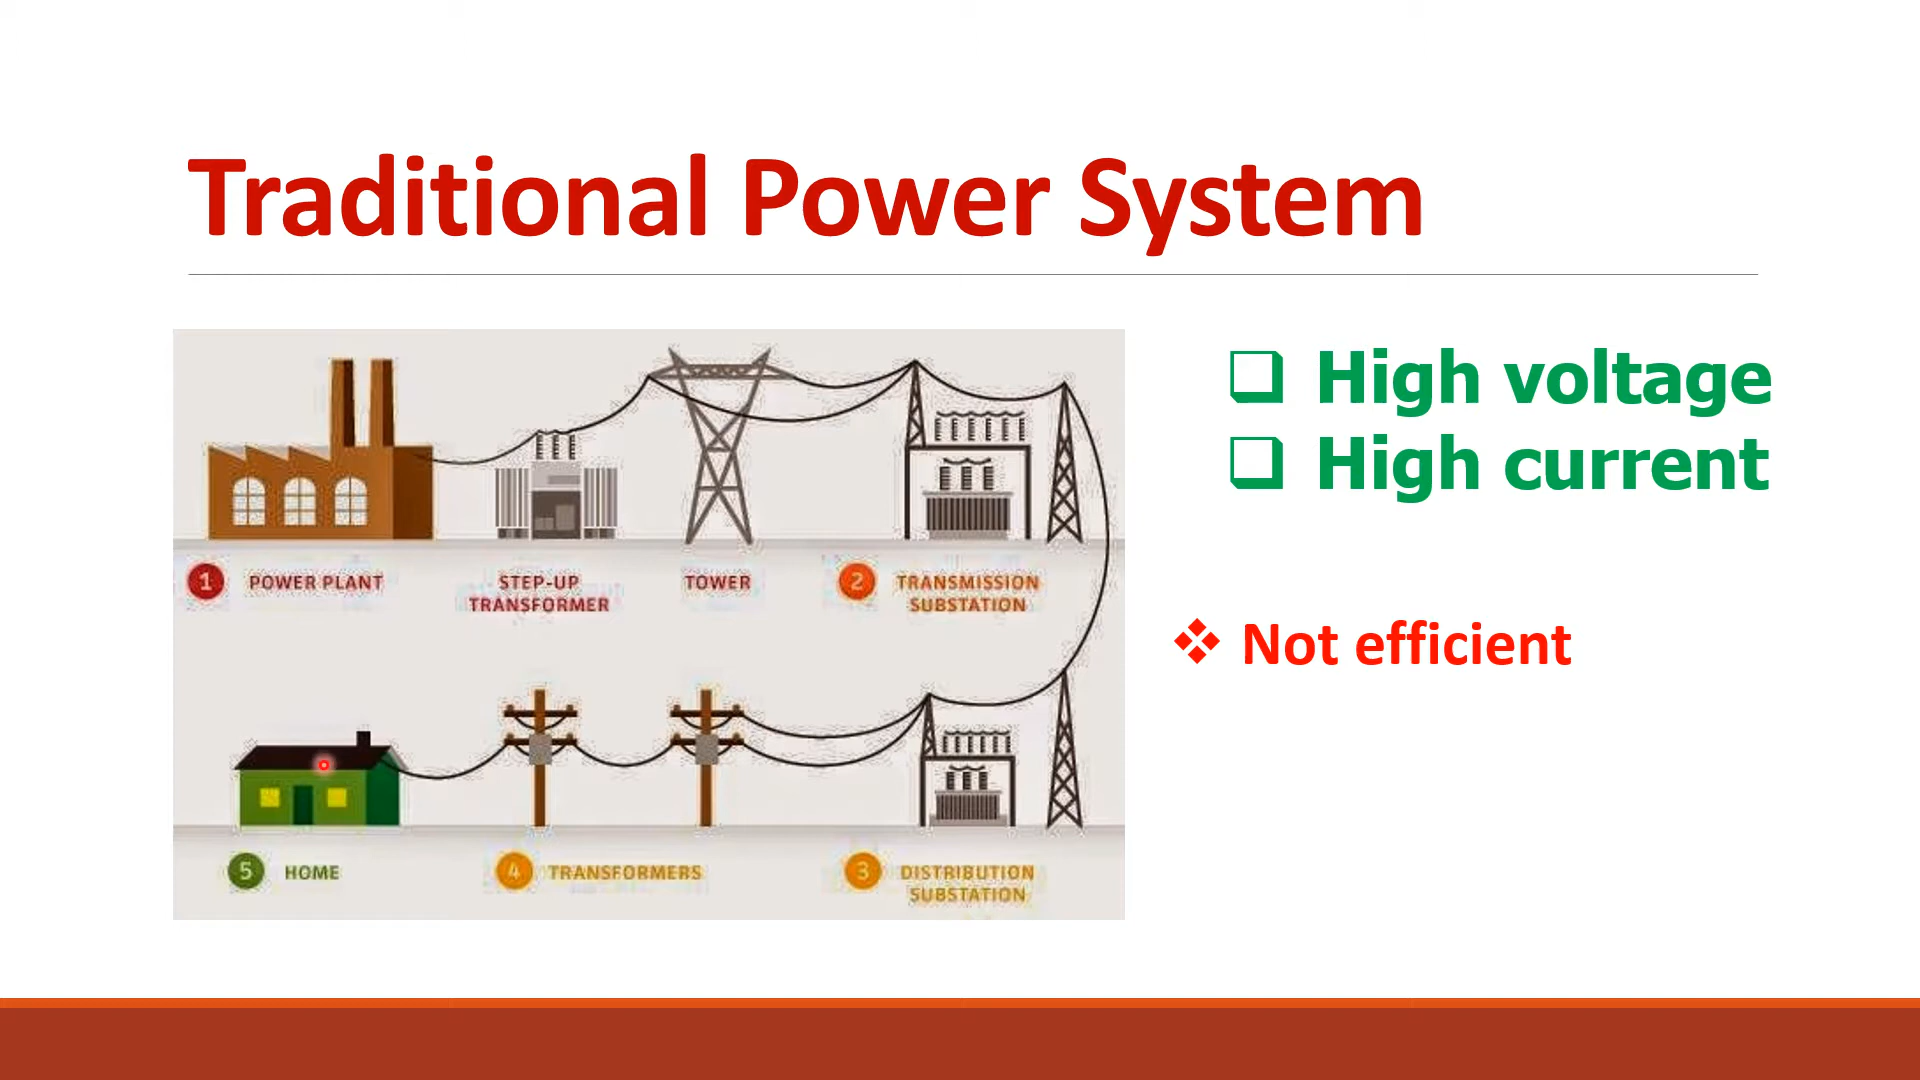 Traditional Power System
High voltage
High current
Not efficient
1 POWER PLANT
STEP-UP
TRANSFORMER
TOWER
2 TRANSMISSION
SUBSTATION
5 HOME
4 TRANSFORMERS
3 DISTRIBUTION
SUBSTATION